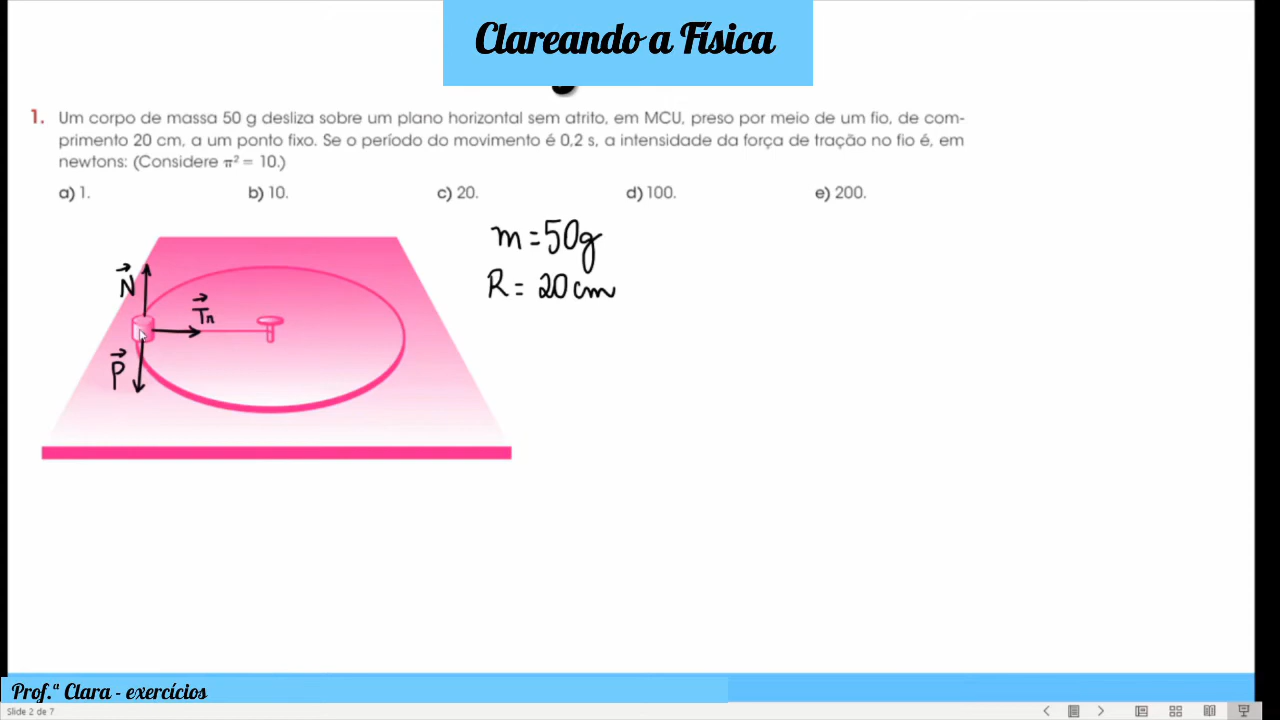 Clareando a Física
1. Um corpo de massa 50 g desliza sobre um plano horizontal sem atrito, em MCU, preso por meio de um fio, de com-
primento 20 cm, a um ponto fixo. Se o período do movimento é 0,2 s, a intensidade da força de tração no fio é, em
newtons: (Considere π² = 10.)
a) 1. b) 10. c) 20. d) 100. e) 200.
m = 50g
R = 20 cm
N
Tn
P
Prof.ª Clara - exercícios
Slide 2 de 7